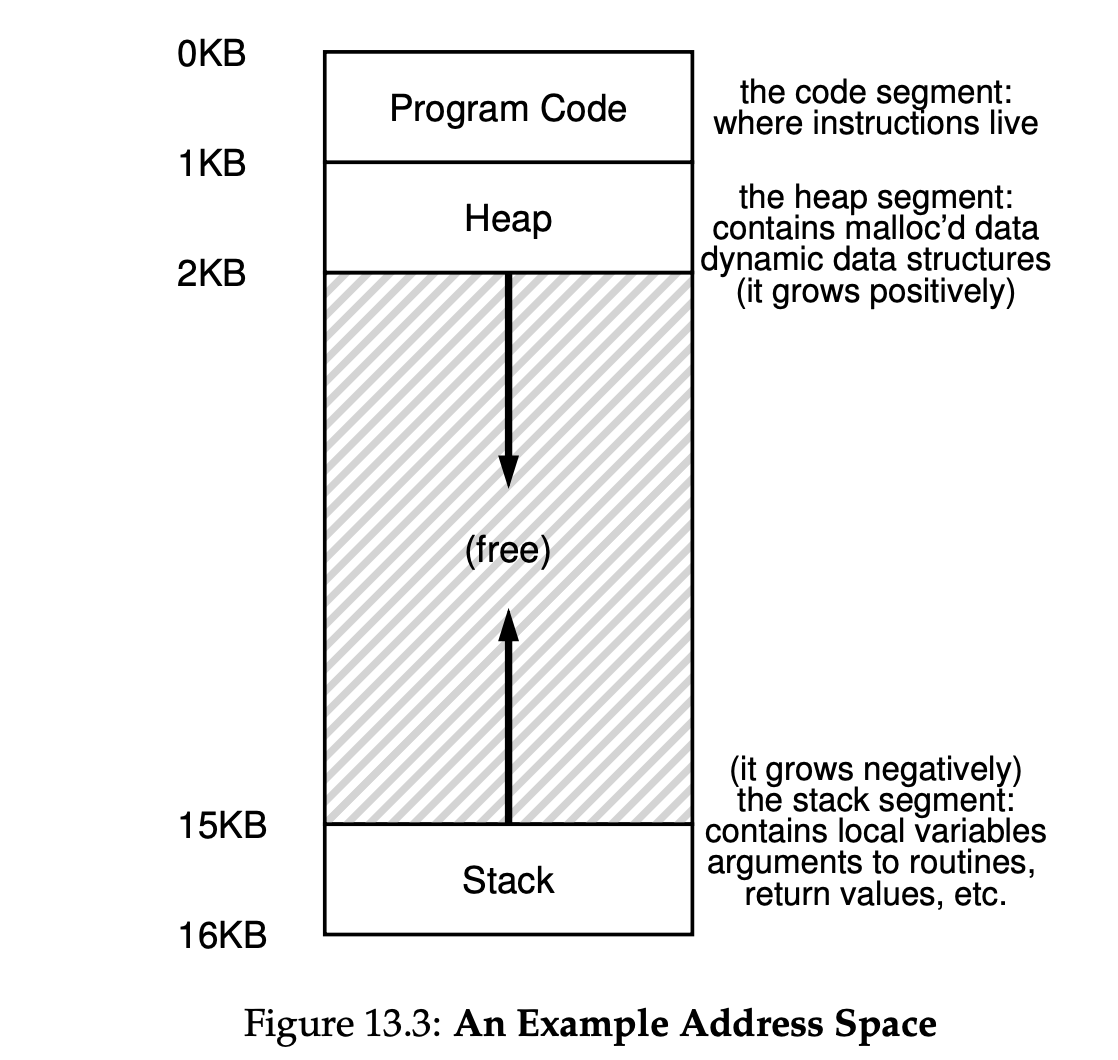 0KB
Program Code
the code segment:
where instructions live
1KB
Heap
the heap segment:
contains malloc’d data
dynamic data structures
(it grows positively)
2KB
(free)
(it grows negatively)
the stack segment:
contains local variables
arguments to routines,
return values, etc.
15KB
Stack
16KB
Figure 13.3: An Example Address Space